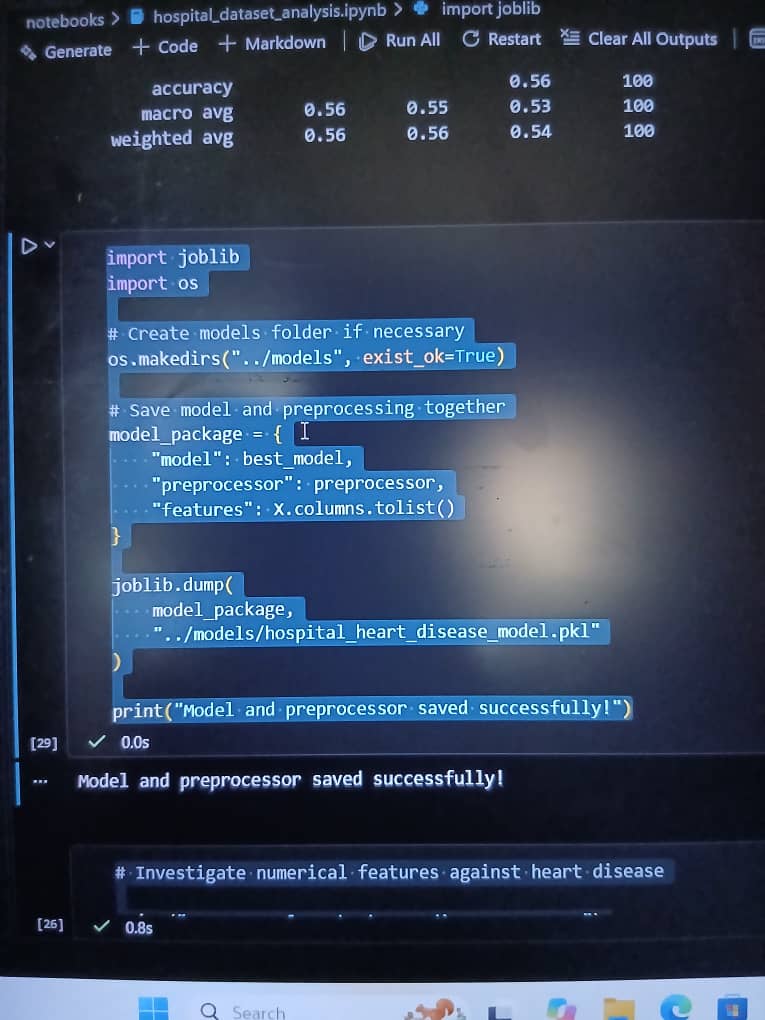 notebooks > hospital_dataset_analysis.ipynb > import joblib
Generate + Code + Markdown | Run All Restart Clear All Outputs |
accuracy 0.56 100
macro avg 0.56 0.55 0.53 100
weighted avg 0.56 0.56 0.54 100
import joblib
import os
# Create models folder if necessary
os.makedirs("../models", exist_ok=True)
# Save model and preprocessing together
model_package = {
"model": best_model,
"preprocessor": preprocessor,
"features": X.columns.tolist()
}
joblib.dump(
model_package,
"../models/hospital_heart_disease_model.pkl"
)
print("Model and preprocessor saved successfully!")
[29] 0.0s
... Model and preprocessor saved successfully!
# Investigate numerical features against heart disease
[26] 0.8s
Search